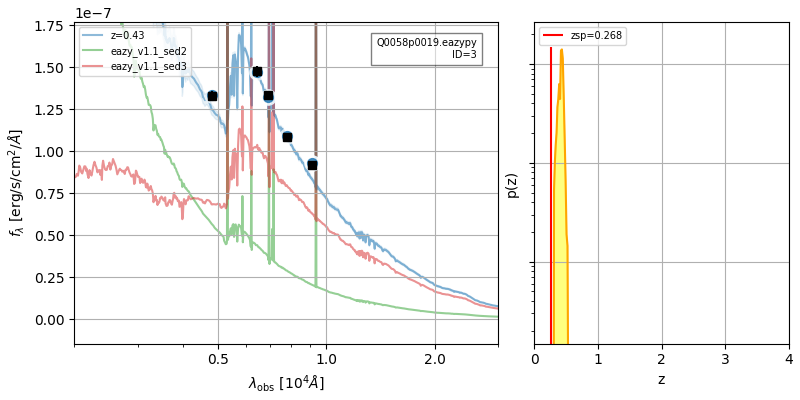 1e−7
z=0.43
eazy_v1.1_sed2
eazy_v1.1_sed3
Q0058p0019.eazypy
ID=3
1.75
1.50
1.25
1.00
0.75
0.50
0.25
0.00
fλ [erg/s/cm²/Å]
0.5
1.0
2.0
λobs [10⁴Å]
zsp=0.268
p(z)
0
1
2
3
4
z